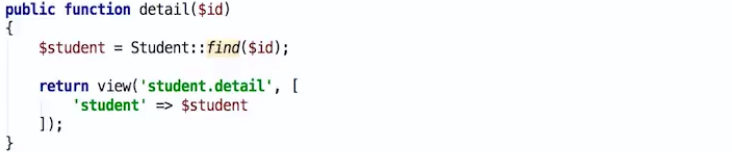 public function detail($id)
{
    $student = Student::find($id);

    return view('student.detail', [
        'student' => $student
    ]);
}